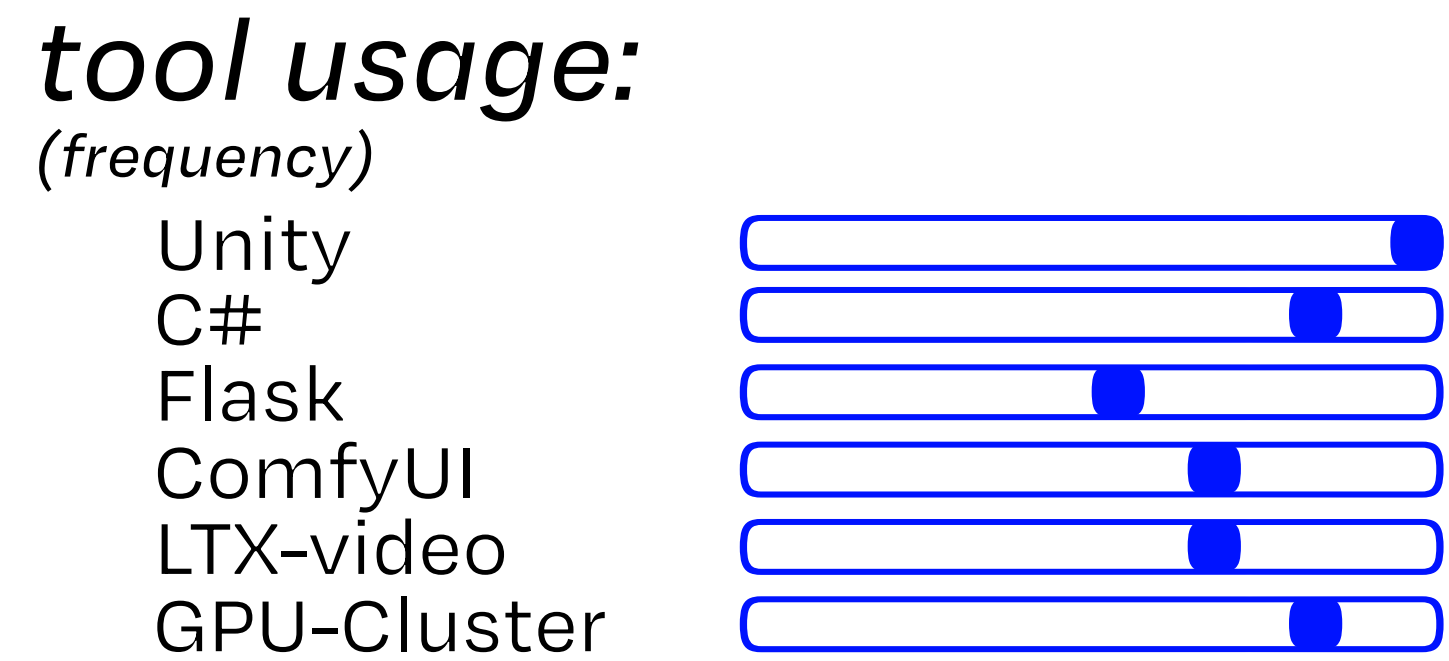 tool usage:
(frequency)
Unity
C#
Flask
ComfyUI
LTX-video
GPU-Cluster